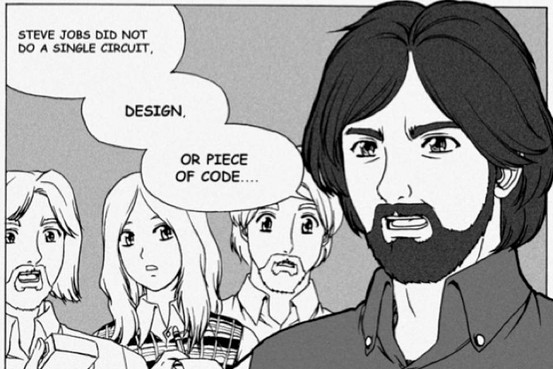 STEVE JOBS DID NOT
DO A SINGLE CIRCUIT,
DESIGN,
OR PIECE
OF CODE....